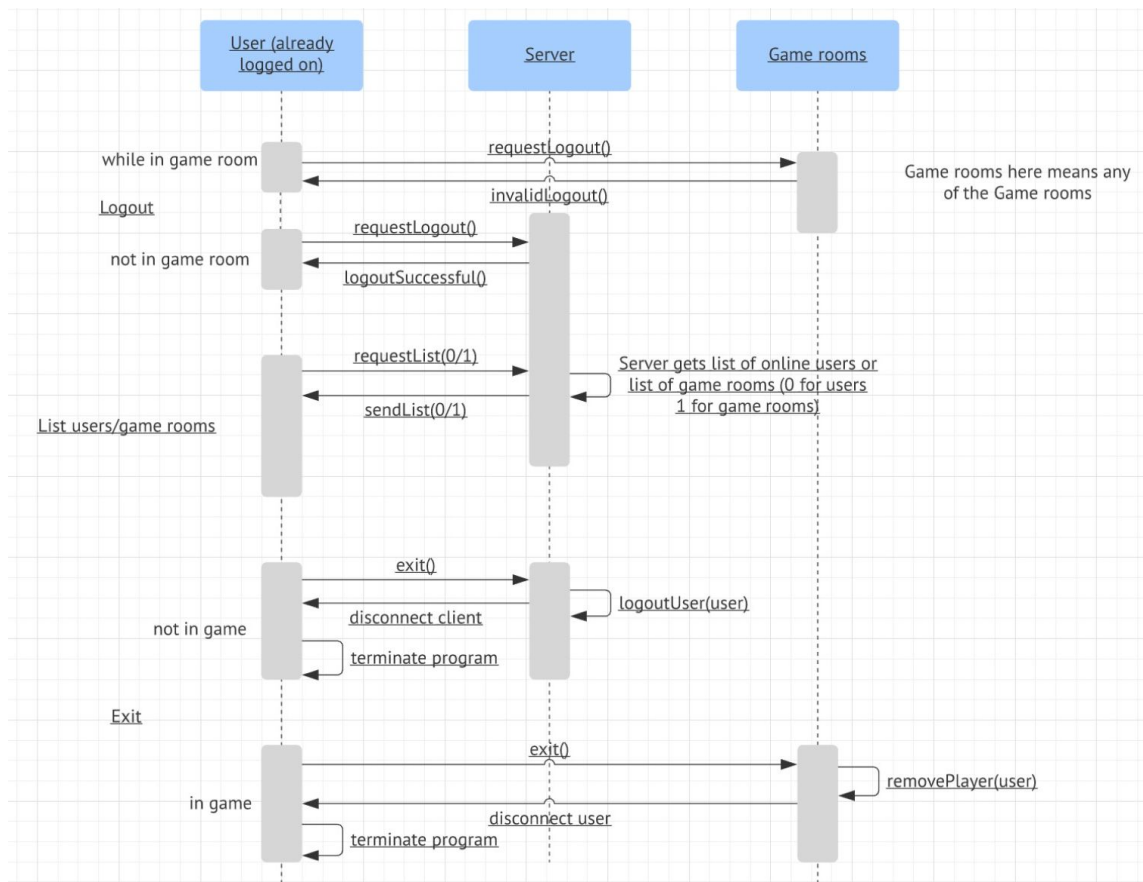 User (already
logged on)
Server
Game rooms
while in game room
requestLogout()
invalidLogout()
Game rooms here means any
of the Game rooms
Logout
not in game room
requestLogout()
logoutSuccessful()
requestList(0/1)
Server gets list of online users or
list of game rooms (0 for users
1 for game rooms)
sendList(0/1)
List users/game rooms
exit()
logoutUser(user)
disconnect client
not in game
terminate program
Exit
exit()
removePlayer(user)
in game
disconnect user
terminate program